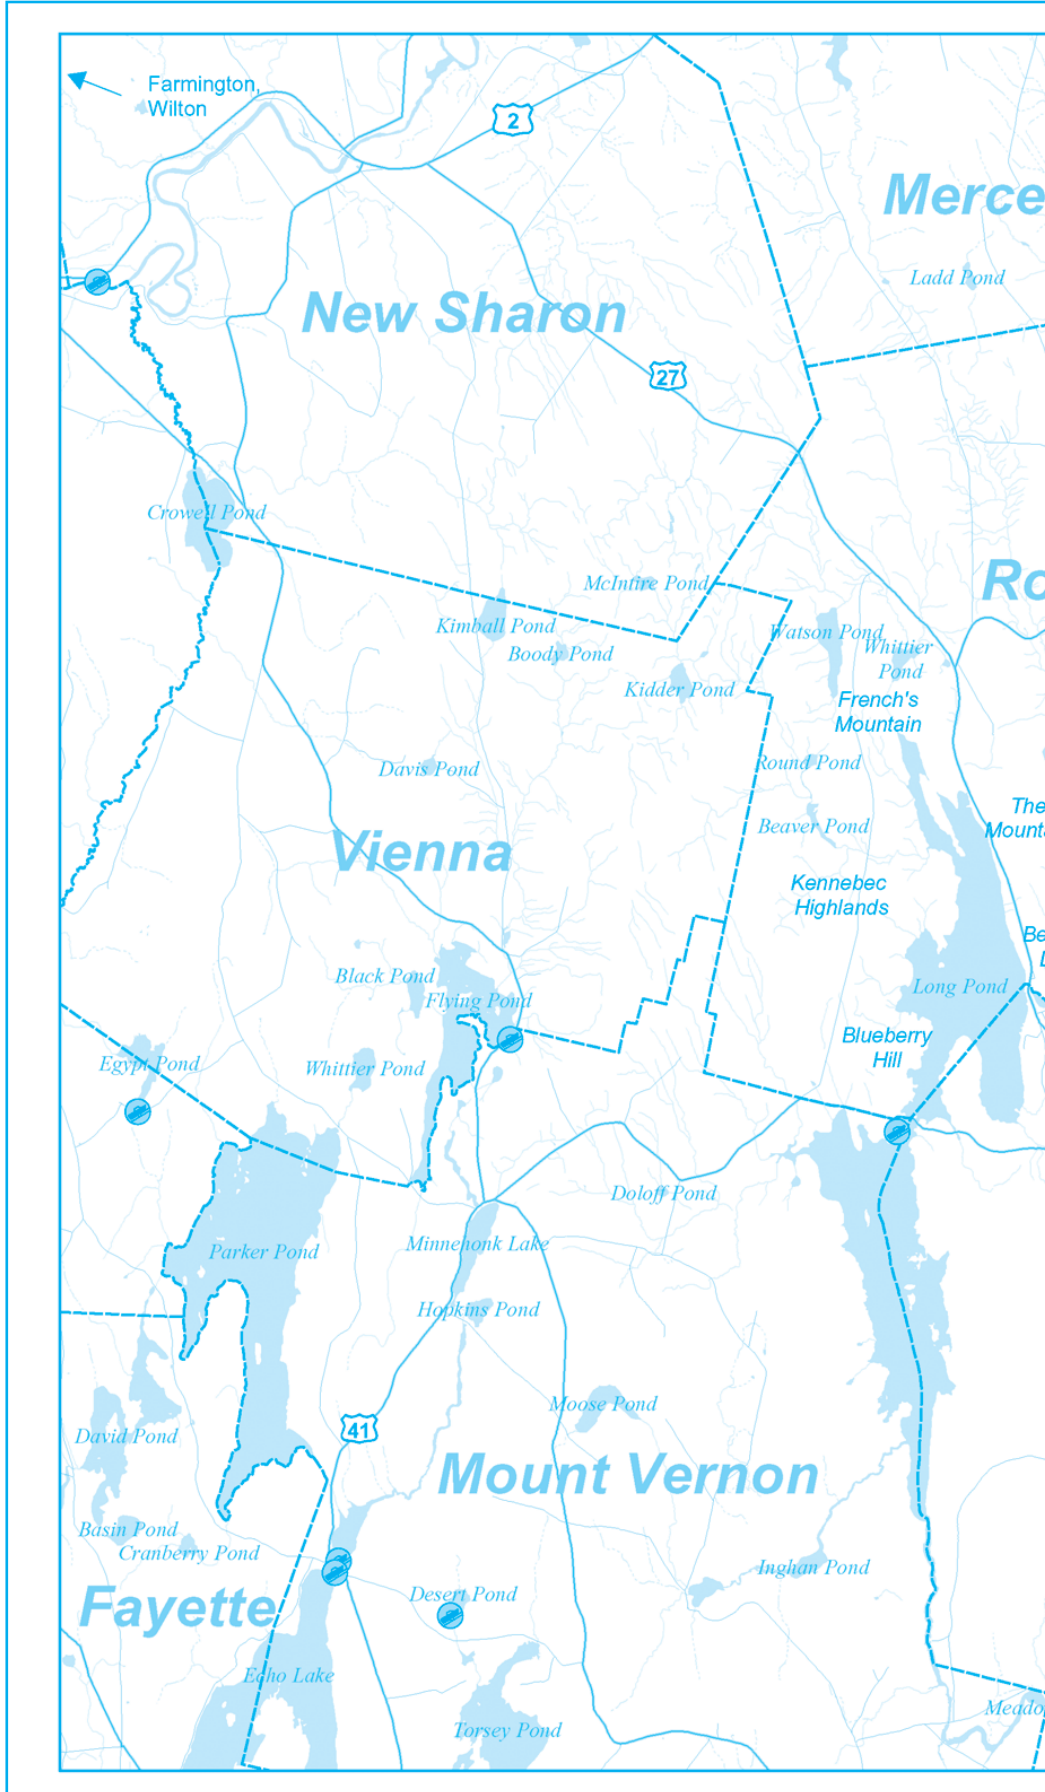 Farmington,
Wilton
2
Merce
Ladd Pond
New Sharon
27
Crowell Pond
Ro
McIntire Pond
Kimball Pond
Watson Pond
Boody Pond
Whittier
Pond
Kidder Pond
French's
Mountain
Davis Pond
Round Pond
The
Mounta
Beaver Pond
Vienna
Kennebec
Highlands
Be
L
Black Pond
Long Pond
Flying Pond
Blueberry
Hill
Egypt Pond
Whittier Pond
Doloff Pond
Parker Pond
Minnehonk Lake
Hopkins Pond
Moose Pond
41
David Pond
Mount Vernon
Basin Pond
Cranberry Pond
Inghan Pond
Desert Pond
Fayette
Echo Lake
Meado
Torsey Pond